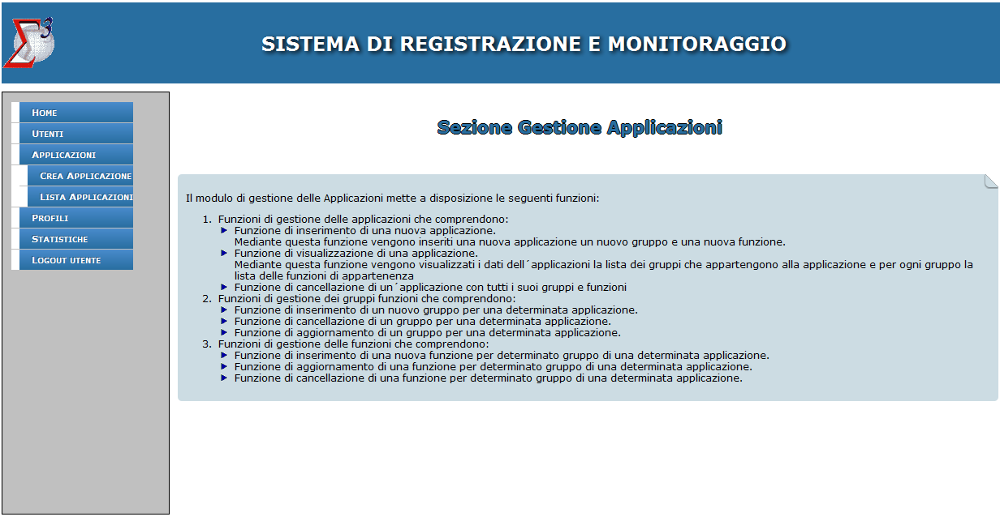 Σ3
SISTEMA DI REGISTRAZIONE E MONITORAGGIO
HOME
UTENTI
APPLICAZIONI
CREA APPLICAZIONE
LISTA APPLICAZIONI
PROFILI
STATISTICHE
LOGOUT UTENTE
Sezione Gestione Applicazioni
Il modulo di gestione delle Applicazioni mette a disposizione le seguenti funzioni:
1. Funzioni di gestione delle applicazioni che comprendono:
Funzione di inserimento di una nuova applicazione.
Mediante questa funzione vengono inseriti una nuova applicazione un nuovo gruppo e una nuova funzione.
Funzione di visualizzazione di una applicazione.
Mediante questa funzione vengono visualizzati i dati dell´applicazioni la lista dei gruppi che appartengono alla applicazione e per ogni gruppo la
lista delle funzioni di appartenenza
Funzione di cancellazione di un´applicazione con tutti i suoi gruppi e funzioni
2. Funzioni di gestione dei gruppi funzioni che comprendono:
Funzione di inserimento di un nuovo gruppo per una determinata applicazione.
Funzione di cancellazione di un gruppo per una determinata applicazione.
Funzione di aggiornamento di un gruppo per una determinata applicazione.
3. Funzioni di gestione delle funzioni che comprendono:
Funzione di inserimento di una nuova funzione per determinato gruppo di una determinata applicazione.
Funzione di aggiornamento di una funzione per determinato gruppo di una determinata applicazione.
Funzione di cancellazione di una funzione per determinato gruppo di una determinata applicazione.